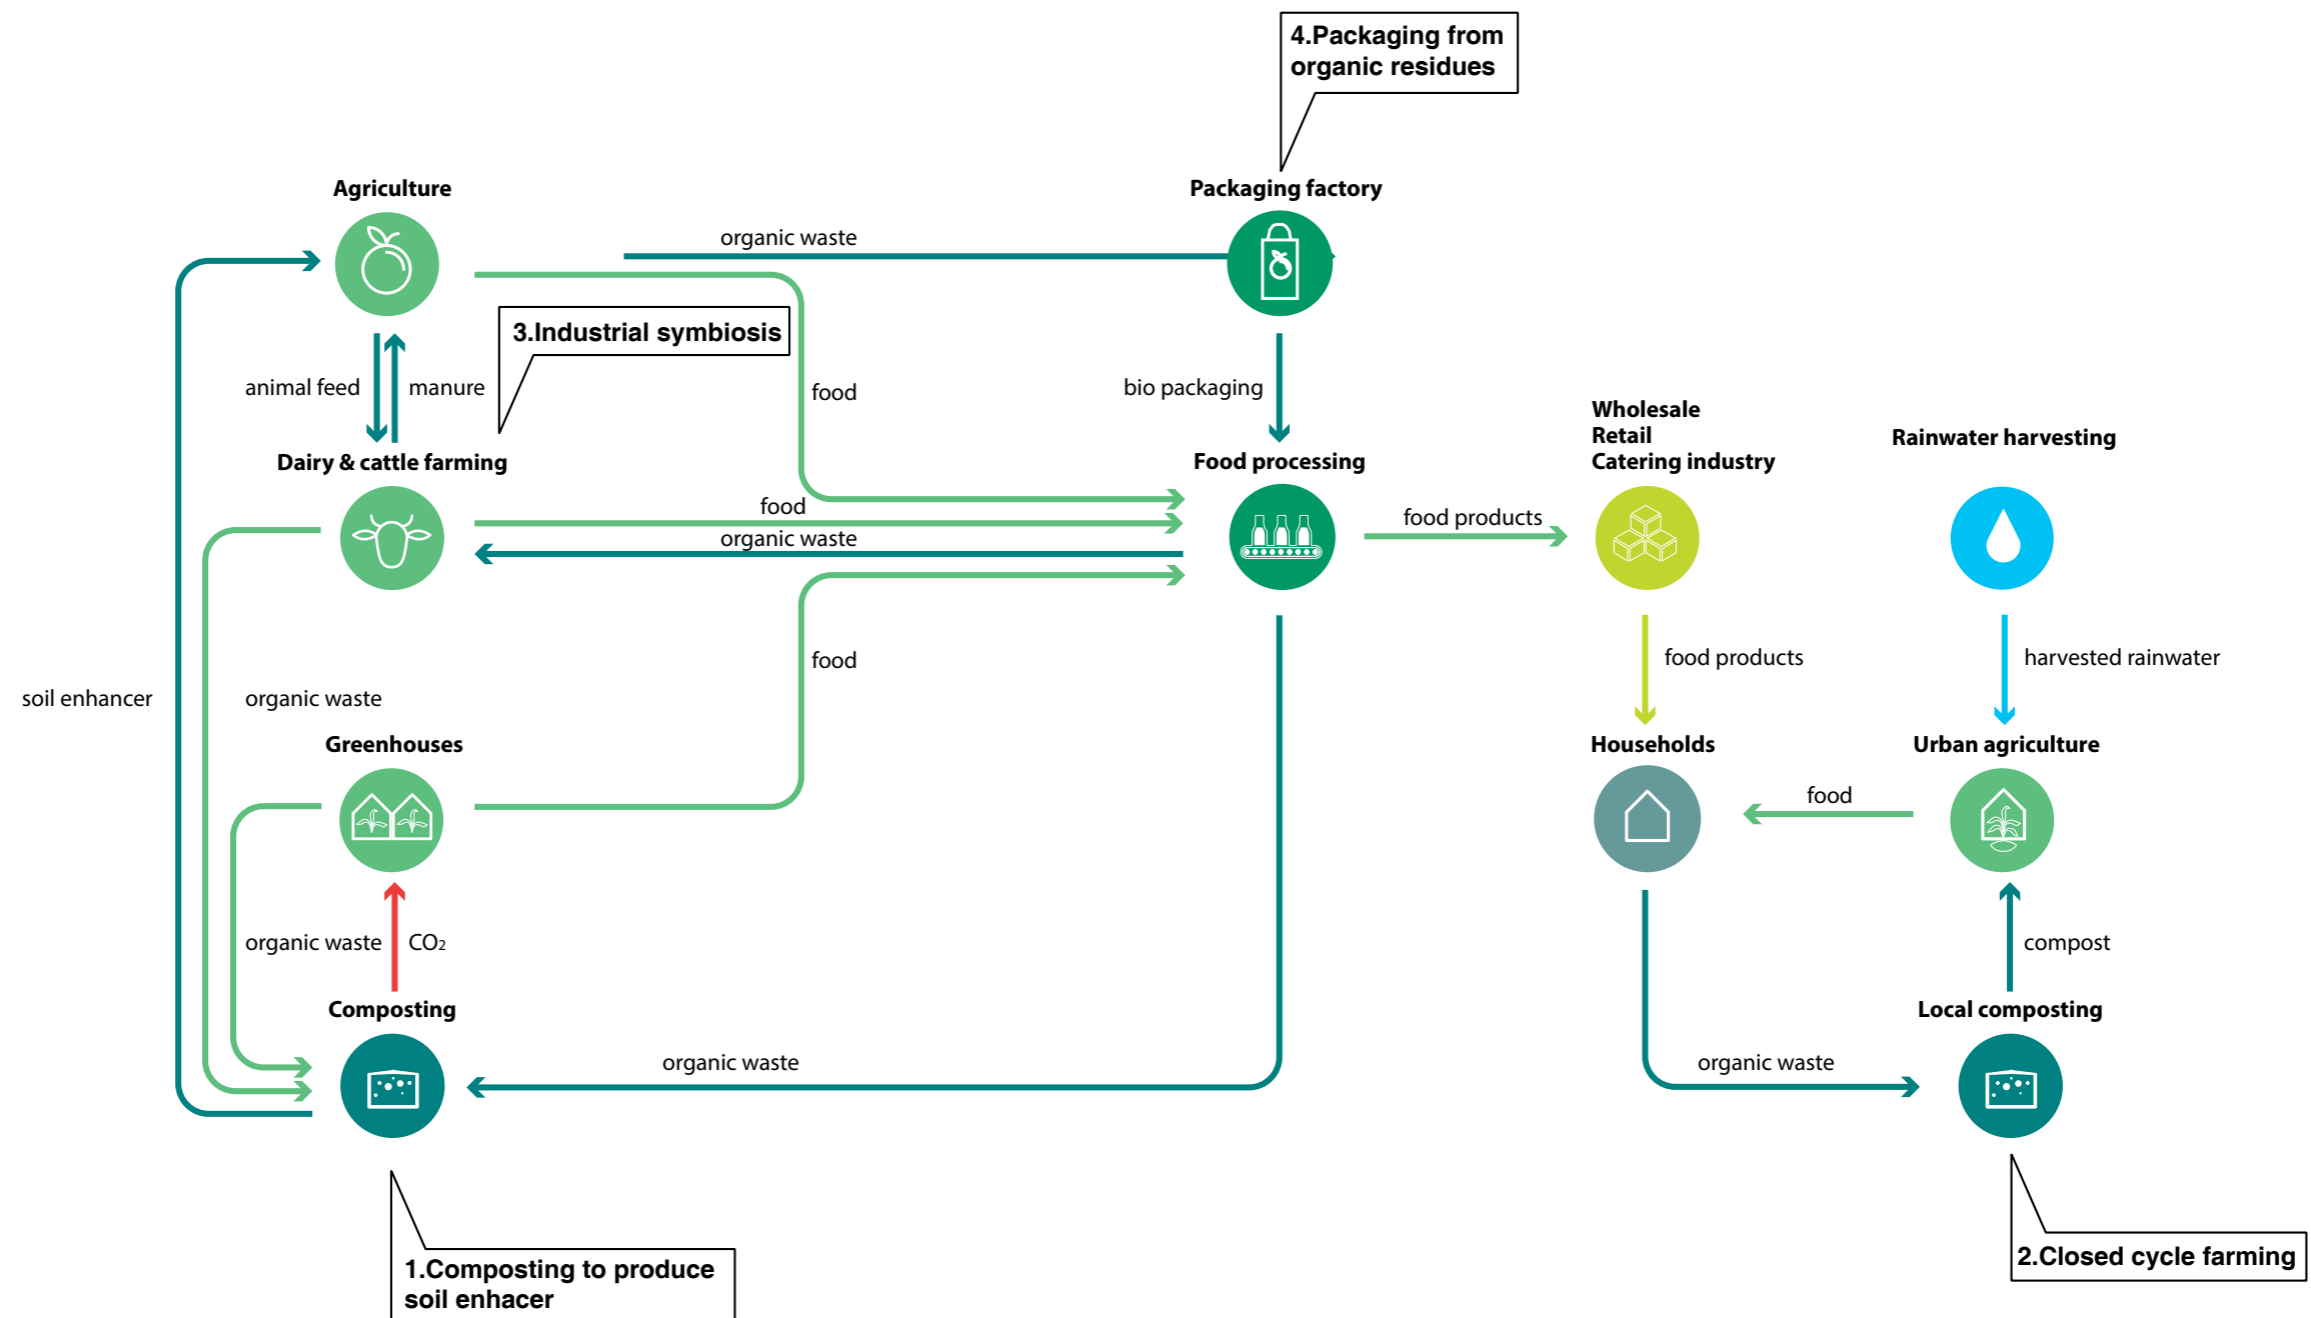 4.Packaging from
organic residues
Agriculture
Packaging factory
organic waste
3.Industrial symbiosis
animal feed
manure
food
bio packaging
Wholesale
Retail
Catering industry
Rainwater harvesting
Dairy & cattle farming
Food processing
food
food products
organic waste
food
food products
harvested rainwater
soil enhancer
organic waste
Greenhouses
Households
Urban agriculture
food
organic waste
CO2
compost
Composting
Local composting
organic waste
organic waste
1.Composting to produce
soil enhacer
2.Closed cycle farming